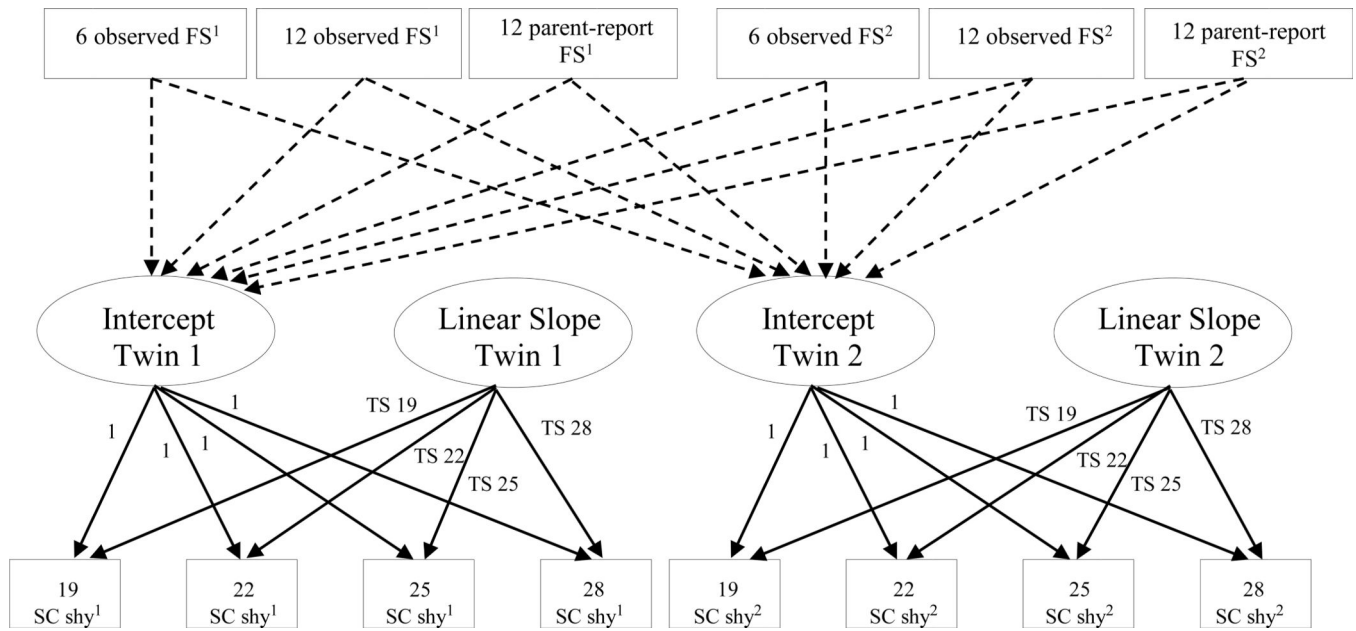 6 observed FS¹
12 observed FS¹
12 parent-report
FS¹
6 observed FS²
12 observed FS²
12 parent-report
FS²
Intercept
Twin 1
Linear Slope
Twin 1
Intercept
Twin 2
Linear Slope
Twin 2
1
1
1
1
TS 19
TS 22
TS 25
TS 28
1
1
1
1
TS 19
TS 22
TS 25
TS 28
19
SC shy¹
22
SC shy¹
25
SC shy¹
28
SC shy¹
19
SC shy²
22
SC shy²
25
SC shy²
28
SC shy²